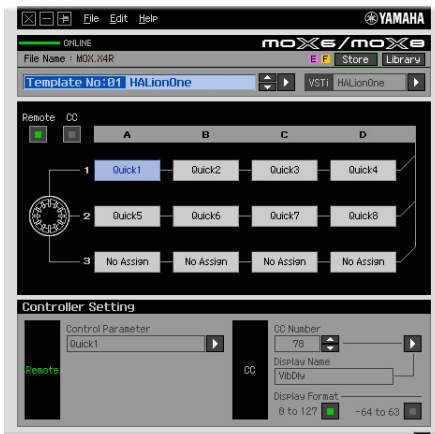 File Edit Help YAMAHA
ONLINE mox6/mox8
File Name : MOX.X4R E F Store Library
Template No:01 HALionOne VSTi HALionOne
Remote CC
A B C D
1 Quick1 Quick2 Quick3 Quick4
2 Quick5 Quick6 Quick7 Quick8
3 No Assign No Assign No Assign No Assign
Controller Setting
Control Parameter CC Number
Quick1 78
Remote CC Display Name
VibDly
Display Format
0 to 127 -64 to 63